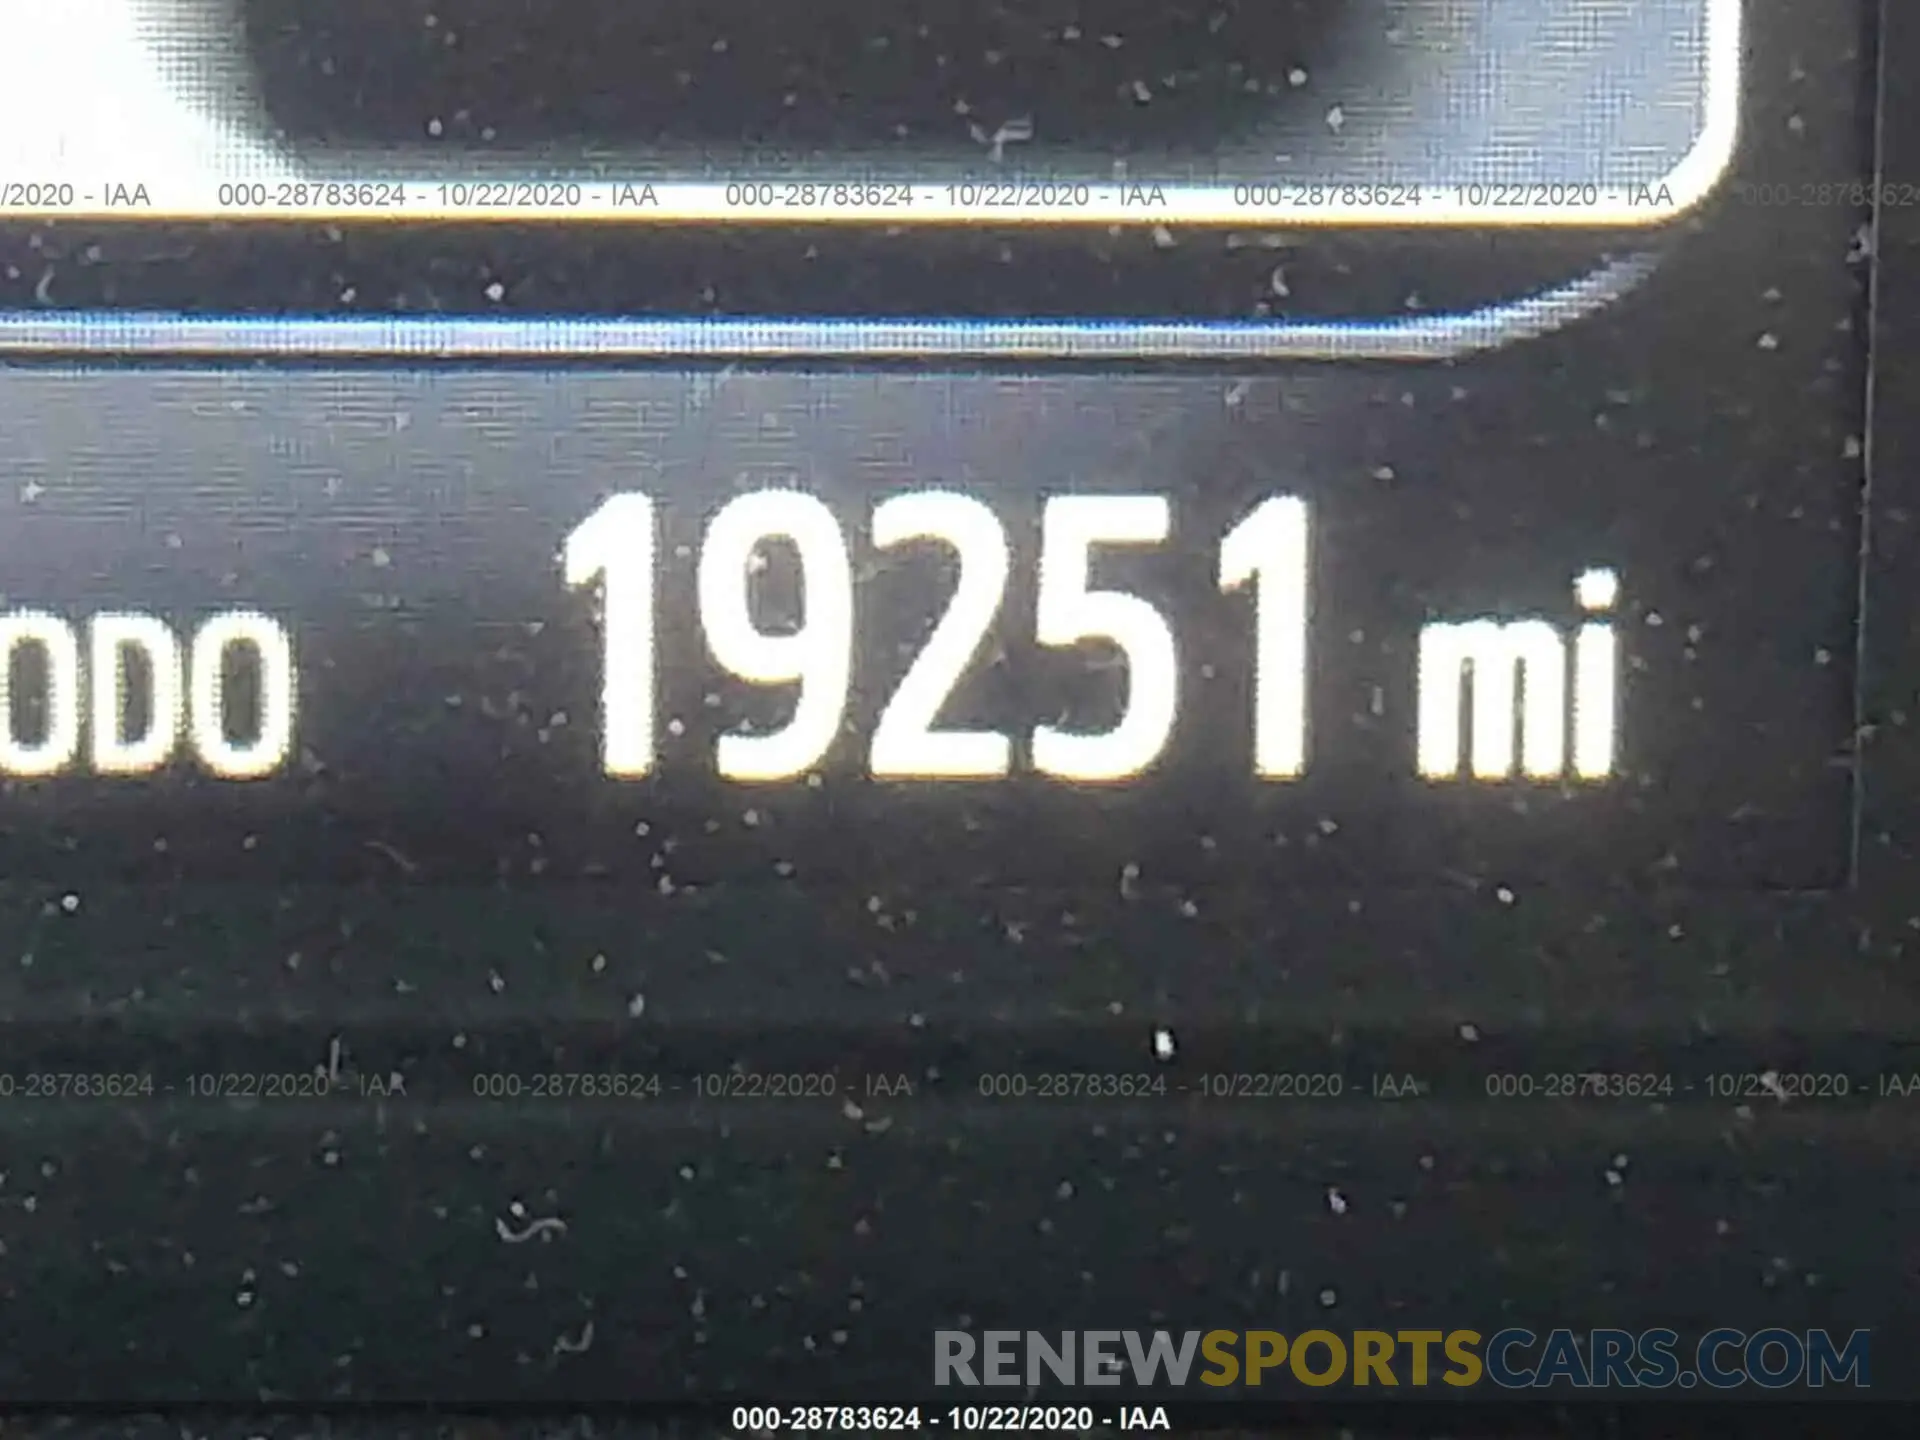 /2020 - IAA 000-28783624 - 10/22/2020 - IAA 000-28783624 - 10/22/2020 - IAA 000-28783624 - 10/22/2020 - IAA 000-2878362
ODO 19251 mi
0-28783624 - 10/22/2020 - IAA 000-28783624 - 10/22/2020 - IAA 000-28783624 - 10/22/2020 - IAA 000-28783624 - 10/22/2020 - IAA
RENEWSPORTSCARS.COM
000-28783624 - 10/22/2020 - IAA